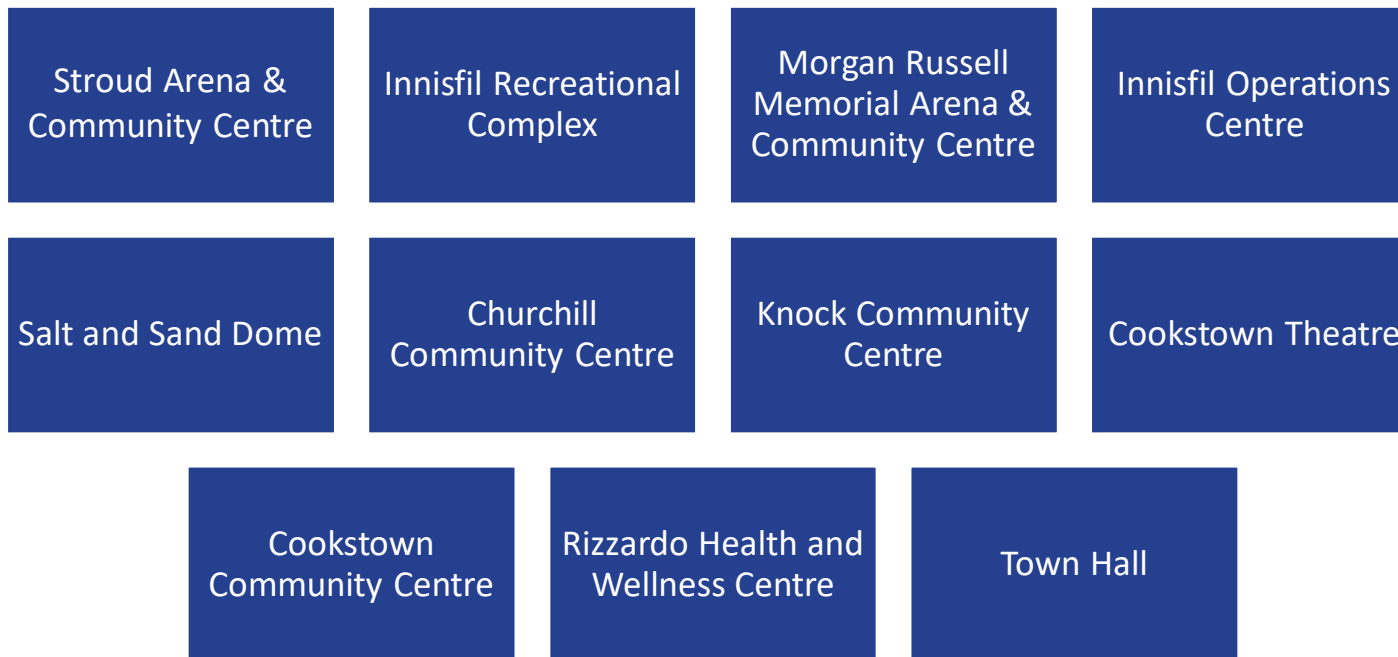 Stroud Arena &
Community Centre
Innisfil Recreational
Complex
Morgan Russell
Memorial Arena &
Community Centre
Innisfil Operations
Centre
Salt and Sand Dome
Churchill
Community Centre
Knock Community
Centre
Cookstown Theatre
Cookstown
Community Centre
Rizzardo Health and
Wellness Centre
Town Hall